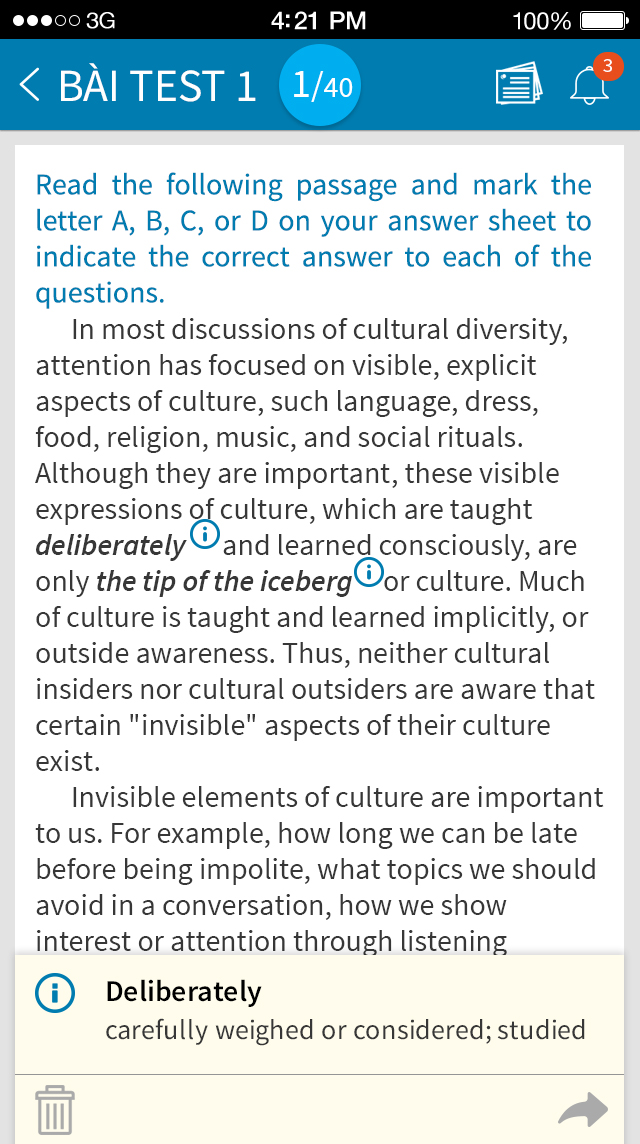 3G 4:21 PM 100%
BÀI TEST 1 1/40 3
Read the following passage and mark the
letter A, B, C, or D on your answer sheet to
indicate the correct answer to each of the
questions.
In most discussions of cultural diversity,
attention has focused on visible, explicit
aspects of culture, such language, dress,
food, religion, music, and social rituals.
Although they are important, these visible
expressions of culture, which are taught
deliberately and learned consciously, are
only the tip of the iceberg or culture. Much
of culture is taught and learned implicitly, or
outside awareness. Thus, neither cultural
insiders nor cultural outsiders are aware that
certain "invisible" aspects of their culture
exist.
Invisible elements of culture are important
to us. For example, how long we can be late
before being impolite, what topics we should
avoid in a conversation, how we show
interest or attention through listening
Deliberately
carefully weighed or considered; studied